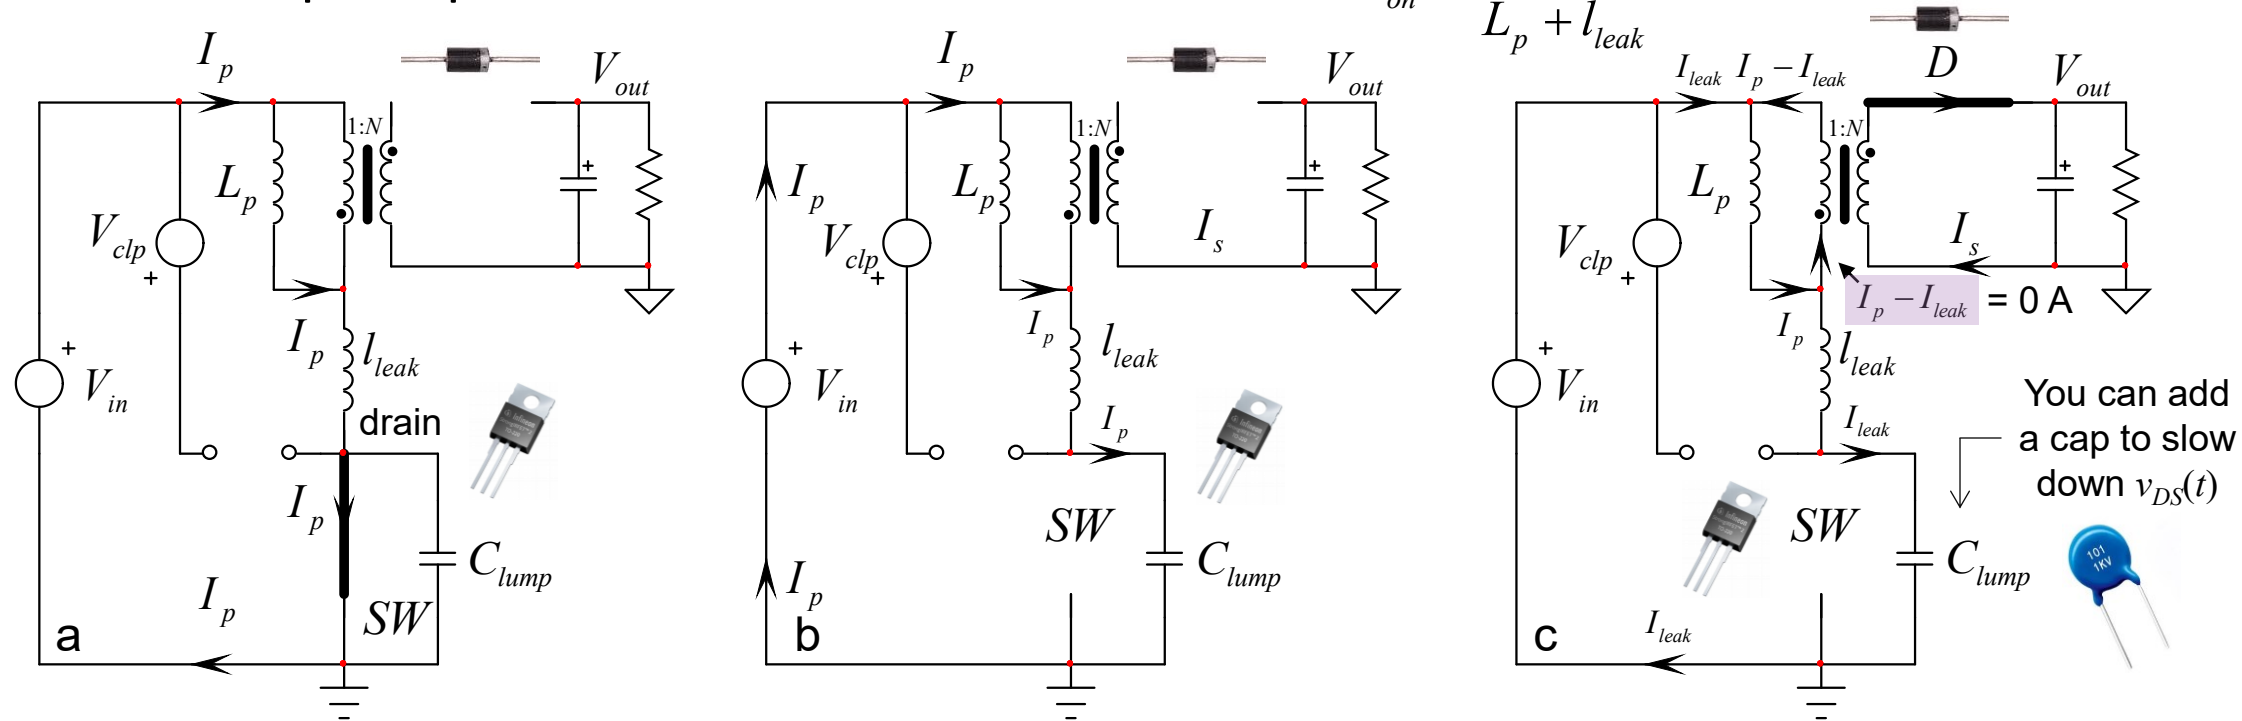 on
L_p + l_leak
I_p
V_out
1:N
L_p
V_clp
+
+
I_p
l_leak
+
V_in
drain
I_p
C_lump
I_p
SW
a
I_p
V_out
1:N
I_p
L_p
+
V_clp
+
I_s
I_p
l_leak
+
V_in
I_p
SW
C_lump
I_p
b
I_leak
I_p − I_leak
D
V_out
1:N
L_p
+
V_clp
+
I_s
I_p − I_leak = 0 A
I_p
l_leak
+
V_in
I_leak
You can add
a cap to slow
down v_DS(t)
SW
C_lump
101
1KV
I_leak
c